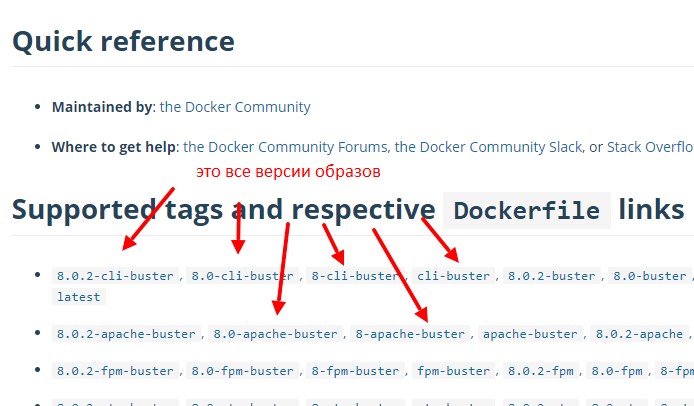 Quick reference
Maintained by: the Docker Community
Where to get help: the Docker Community Forums, the Docker Community Slack, or Stack Overflo
это все версии образов
Supported tags and respective Dockerfile links
8.0.2-cli-buster, 8.0-cli-buster, 8-cli-buster, cli-buster, 8.0.2-buster, 8.0-buster,
latest
8.0.2-apache-buster, 8.0-apache-buster, 8-apache-buster, apache-buster, 8.0.2-apache,
8.0.2-fpm-buster, 8.0-fpm-buster, 8-fpm-buster, fpm-buster, 8.0.2-fpm, 8.0-fpm, 8-fpm